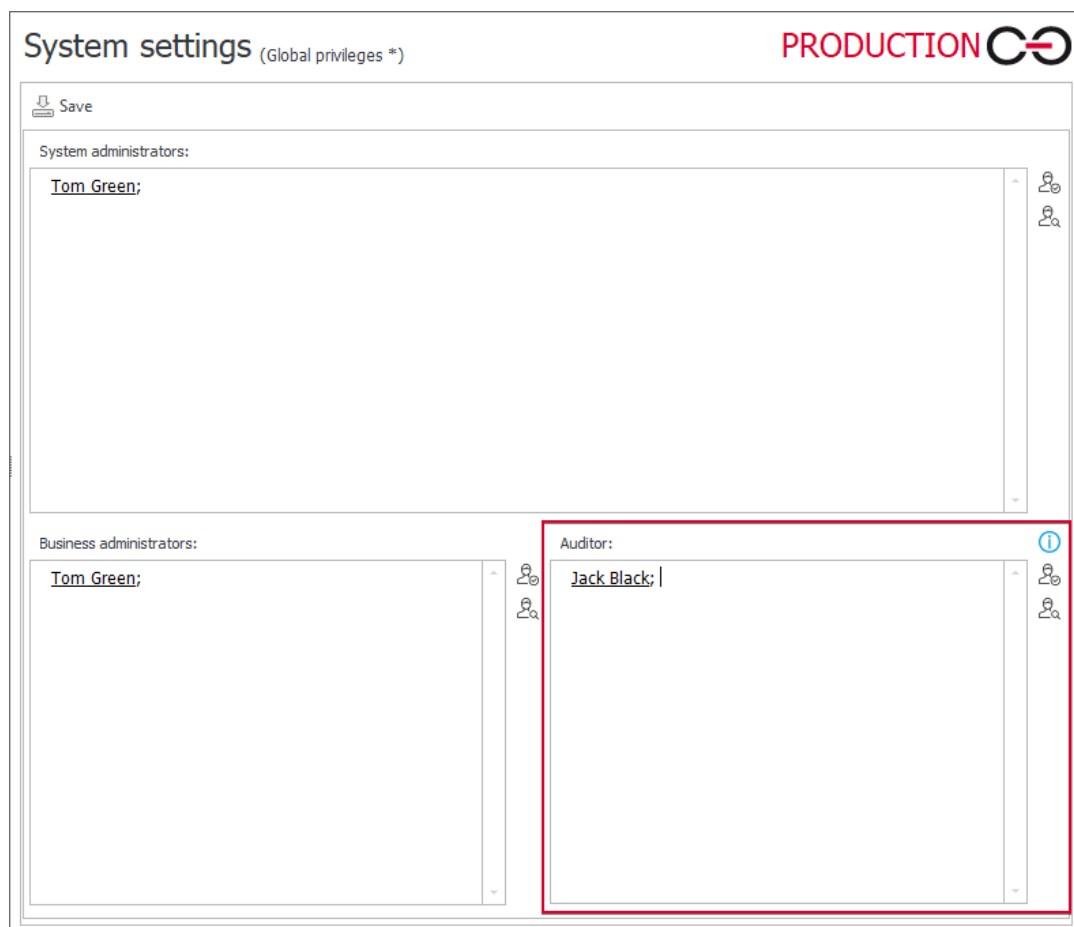 System settings (Global privileges *)
PRODUCTION
Save
System administrators:
Tom Green;
Business administrators:
Auditor:
Tom Green;
Jack Black;